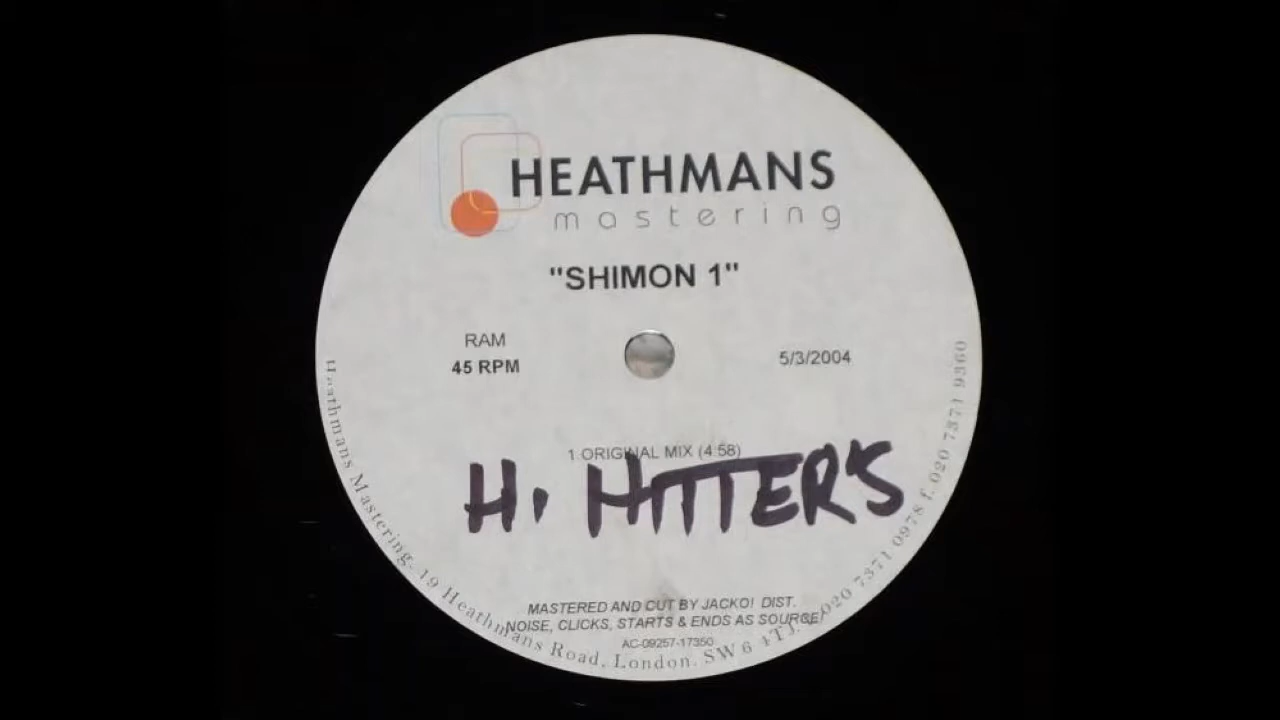 HEATHMANS
mastering
"SHIMON 1"
RAM
45 RPM
5/3/2004
1.ORIGINAL MIX (4:58)
H. HITTER'S
MASTERED AND CUT BY JACKO! DIST.
NOISE, CLICKS, STARTS & ENDS AS SOURCE!
AC-09257-17350
Heathmans Mastering. 19 Heathmans Road, London. SW6 4TJ. t. 020 7371 0978 f. 020 7371 9360